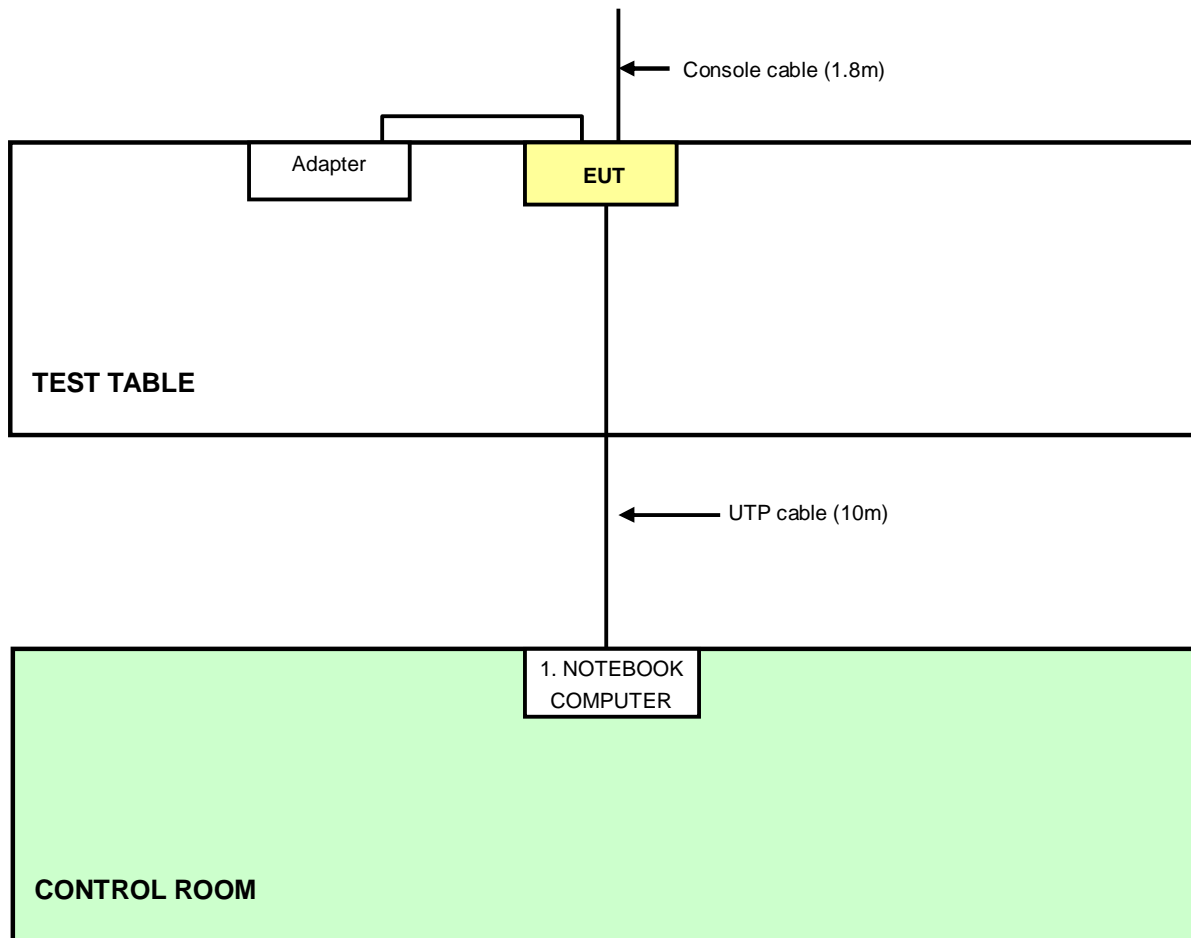 Console cable (1.8m)
Adapter
EUT
TEST TABLE
UTP cable (10m)
1. NOTEBOOK
COMPUTER
CONTROL ROOM